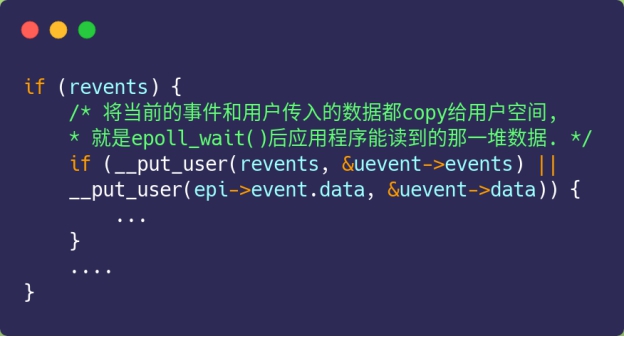 if (revents) {
/* 将当前的事件和用户传入的数据都copy给用户空间,
* 就是epoll_wait()后应用程序能读到的那一堆数据. */
if (__put_user(revents, &uevent->events) ||
__put_user(epi->event.data, &uevent->data)) {
...
}
....
}